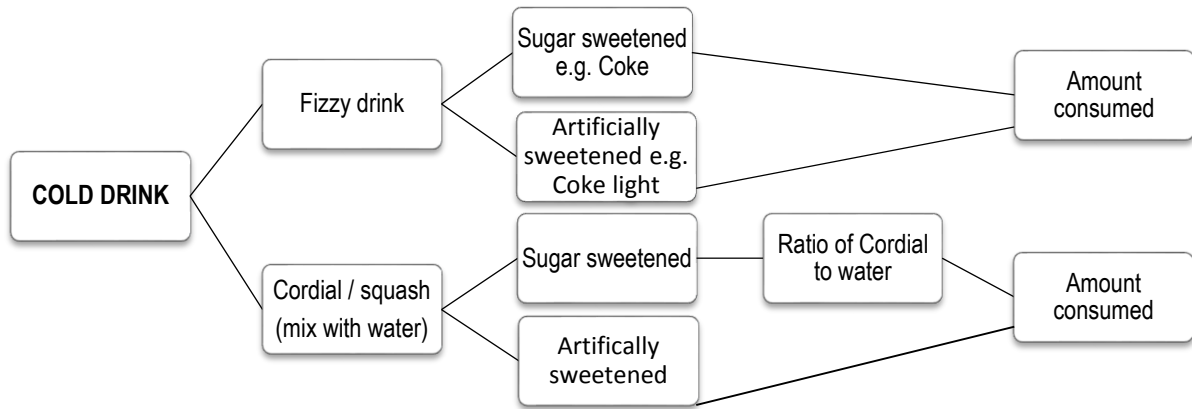 COLD DRINK
Fizzy drink
Sugar sweetened
e.g. Coke
Artificially
sweetened e.g.
Coke light
Amount
consumed
Cordial / squash
(mix with water)
Sugar sweetened
Ratio of Cordial
to water
Artifically
sweetened
Amount
consumed